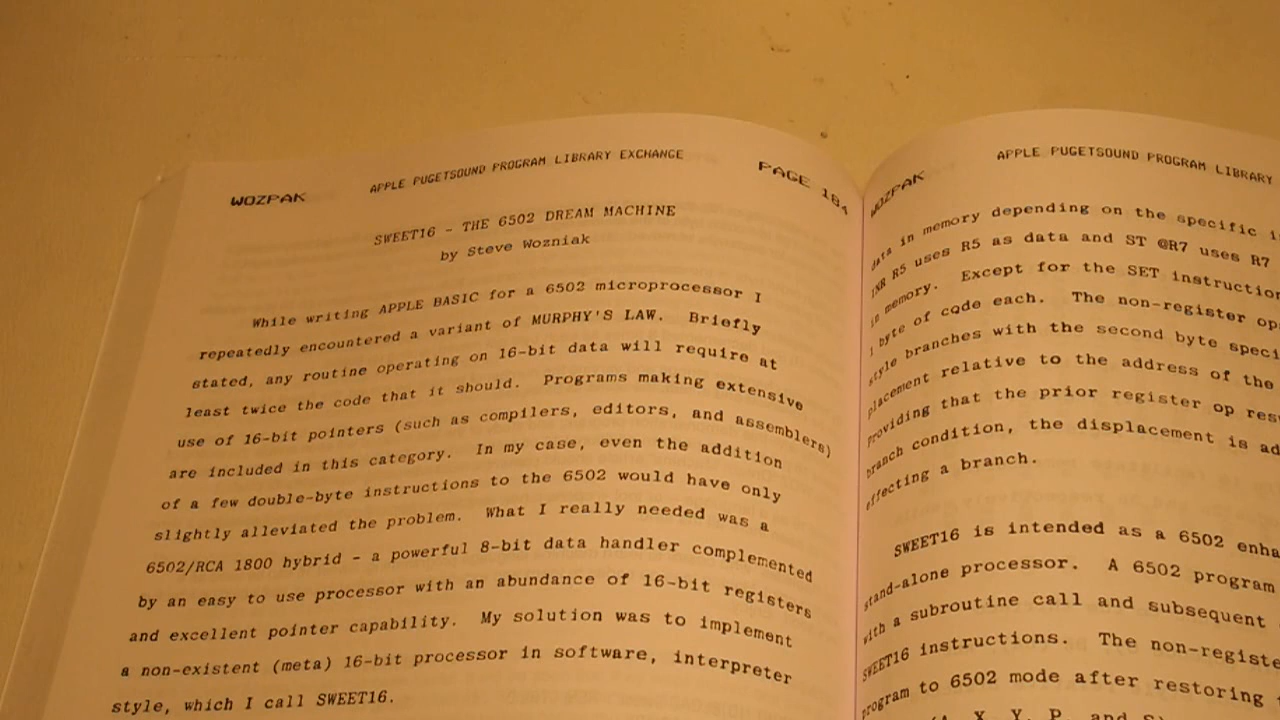 WOZPAK APPLE PUGETSOUND PROGRAM LIBRARY EXCHANGE PAGE 184
SWEET16 - THE 6502 DREAM MACHINE
by Steve Wozniak
While writing APPLE BASIC for a 6502 microprocessor I
repeatedly encountered a variant of MURPHY'S LAW. Briefly
stated, any routine operating on 16-bit data will require at
least twice the code that it should. Programs making extensive
use of 16-bit pointers (such as compilers, editors, and assemblers)
are included in this category. In my case, even the addition
of a few double-byte instructions to the 6502 would have only
slightly alleviated the problem. What I really needed was a
6502/RCA 1800 hybrid - a powerful 8-bit data handler complemented
by an easy to use processor with an abundance of 16-bit registers
and excellent pointer capability. My solution was to implement
a non-existent (meta) 16-bit processor in software, interpreter
style, which I call SWEET16.
WOZPAK APPLE PUGETSOUND PROGRAM LIBRARY
data in memory depending on the specific
INR R5 uses R5 as data and ST @R7 uses R7
in memory. Except for the SET instruction
1 byte of code each. The non-register op
style branches with the second byte speci
placement relative to the address of the
Providing that the prior register op res
branch condition, the displacement is ad
effecting a branch.
SWEET16 is intended as a 6502 enha
stand-alone processor. A 6502 program
with a subroutine call and subsequent
SWEET16 instructions. The non-registe
program to 6502 mode after restoring
(A, X, Y, P, and S)